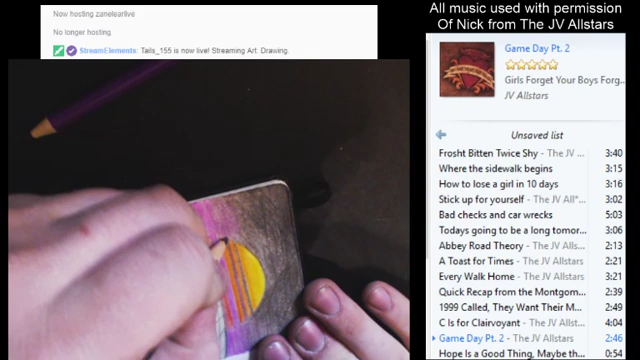 Now hosting zanelearlive
No longer hosting.
StreamElements: Tails_155 is now live! Streaming Art: Drawing.
All music used with permission
Of Nick from The JV Allstars
Game Day Pt. 2
Girls Forget Your Boys Forg...
JV Allstars
Unsaved list
Frosht Bitten Twice Shy - The JV ... 3:40
Where the sidewalk begins 3:15
How to lose a girl in 10 days 3:16
Stick up for yourself - The JV All*... 3:02
Bad checks and car wrecks 5:03
Todays going to be a long tomor... 3:06
Abbey Road Theory - The JV Alls... 2:13
A Toast for Times - The JV Allstars 2:21
Every Walk Home - The JV Allstars 3:21
Quick Recap from the Montgom... 2:39
1999 Called, They Want Their M... 2:49
C Is for Clairvoyant - The JV Allstars 4:04
Game Day Pt. 2 - The JV Allstars 2:46
Hope Is a Good Thing, Maybe th... 0:54